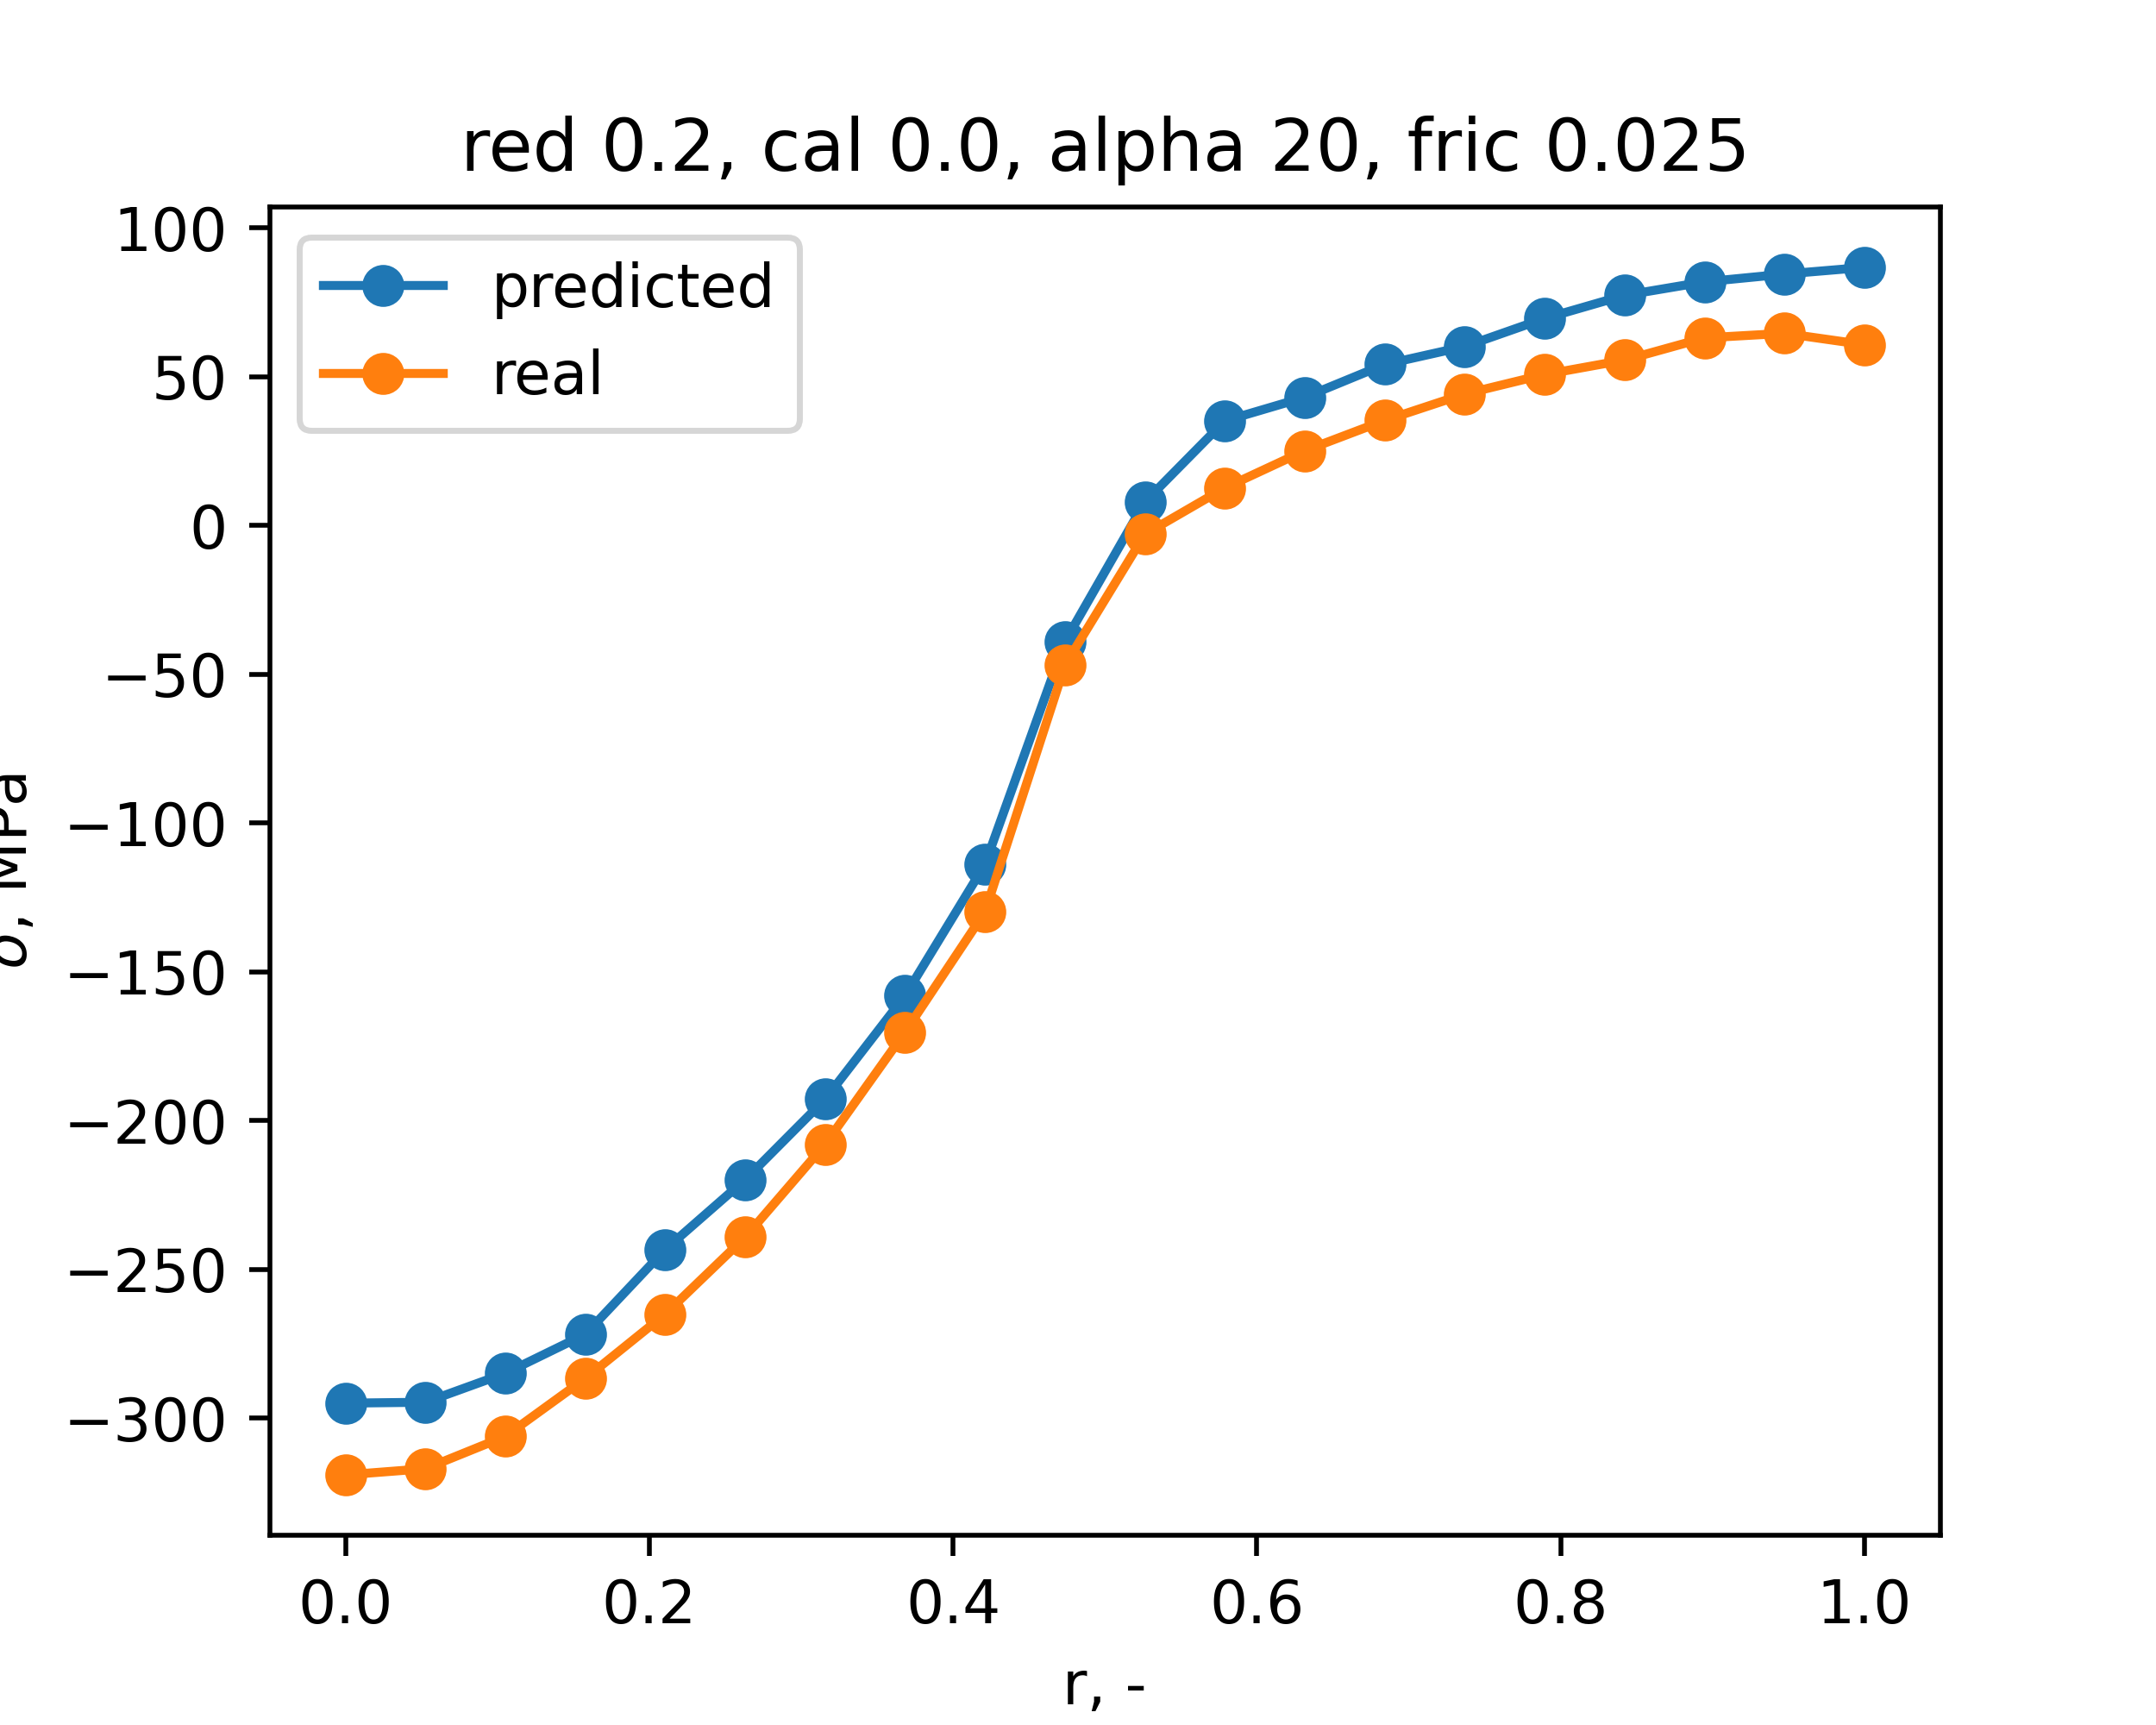 red 0.2, cal 0.0, alpha 20, fric 0.025
predicted
real
100
50
0
−50
−100
−150
−200
−250
−300
σ, MPa
0.0 0.2 0.4 0.6 0.8 1.0
r, -